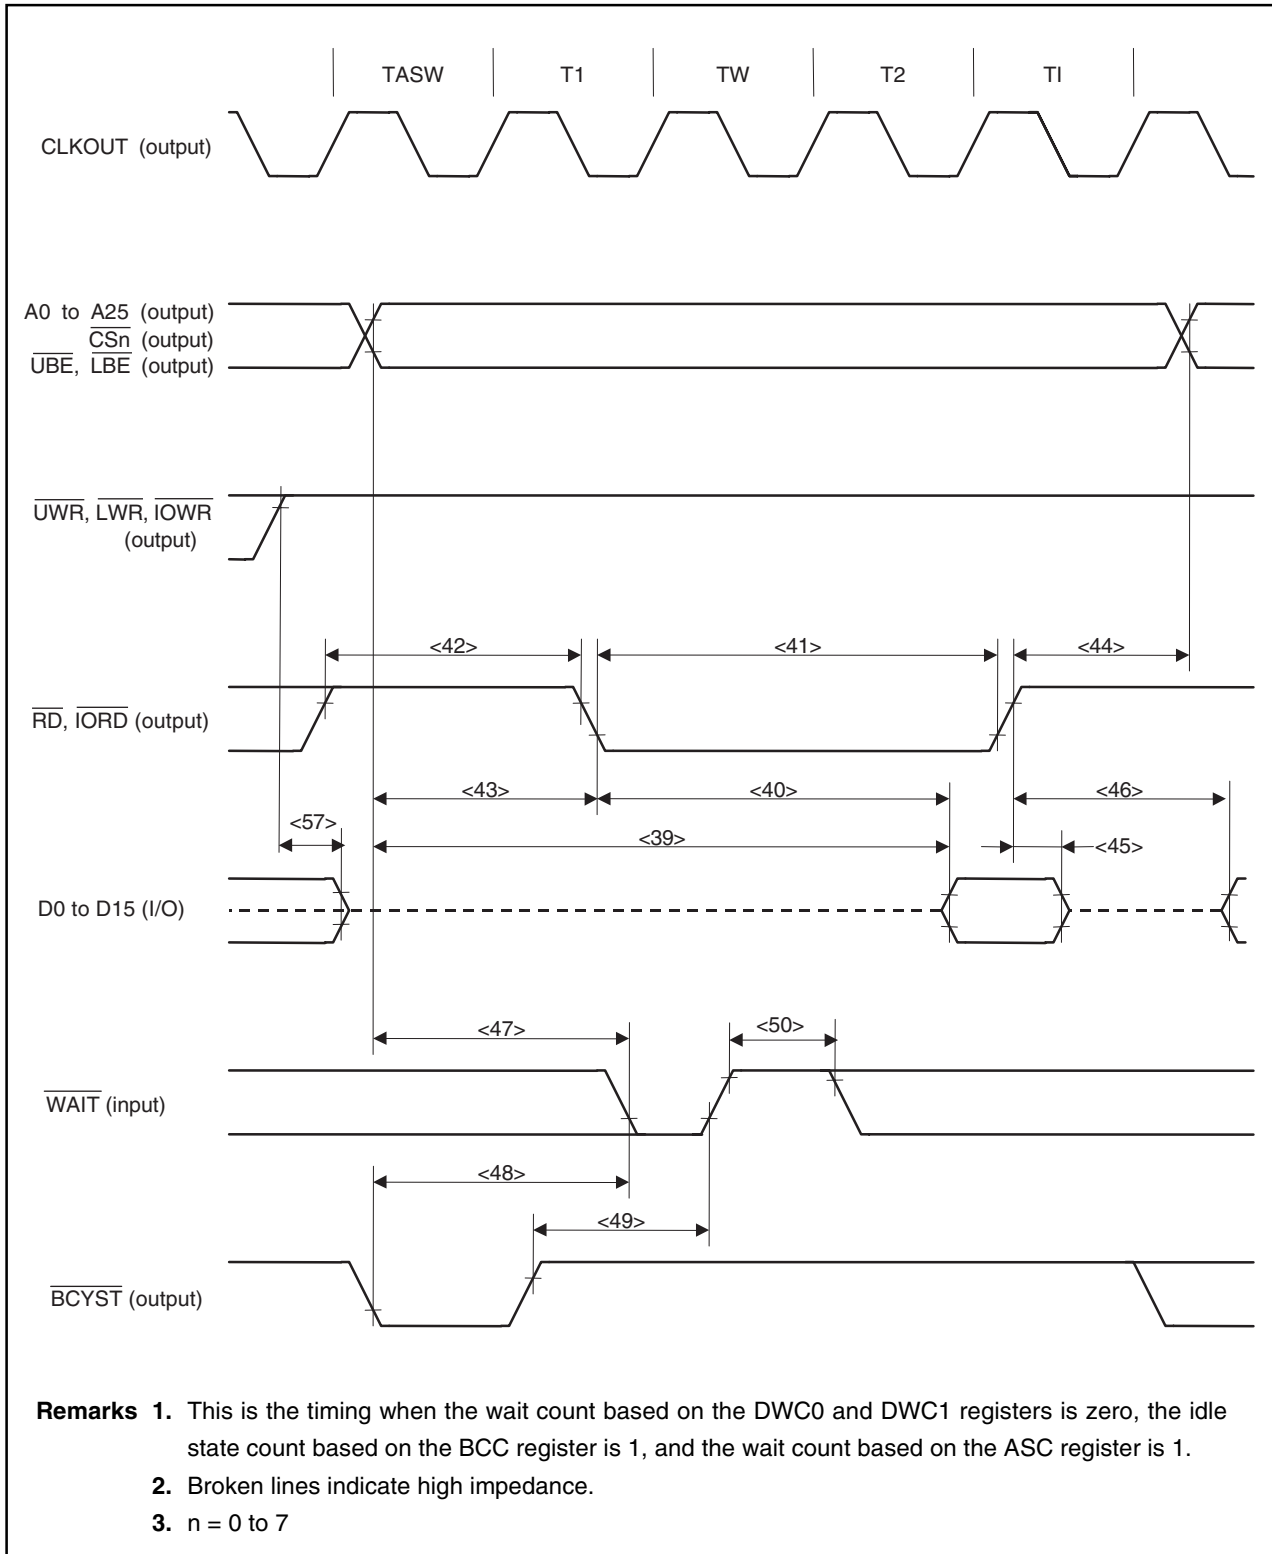 TASW T1 TW T2 TI
CLKOUT (output)
A0 to A25 (output)
CSn (output)
UBE, LBE (output)
UWR, LWR, IOWR
(output)
<42> <41> <44>
RD, IORD (output)
<43> <40> <46>
<57> <39> <45>
D0 to D15 (I/O)
<47> <50>
WAIT (input)
<48>
<49>
BCYST (output)
Remarks 1. This is the timing when the wait count based on the DWC0 and DWC1 registers is zero, the idle
state count based on the BCC register is 1, and the wait count based on the ASC register is 1.
2. Broken lines indicate high impedance.
3. n = 0 to 7